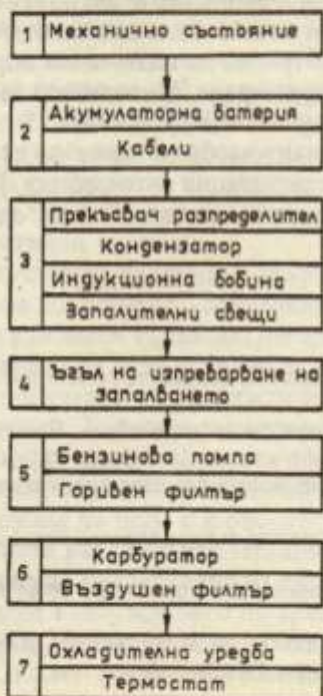 1 Механично състояние
2 Акумулаторна батерия
Кабели
3 Прекъсвач разпределител
Кондензатор
Индукционна бобина
Запалителни свещи
4 Ъгъл на изпреварване на
запалването
5 Бензинова помпа
Горивен филтър
6 Карбуратор
Въздушен филтър
7 Охладителна уредба
Термостат